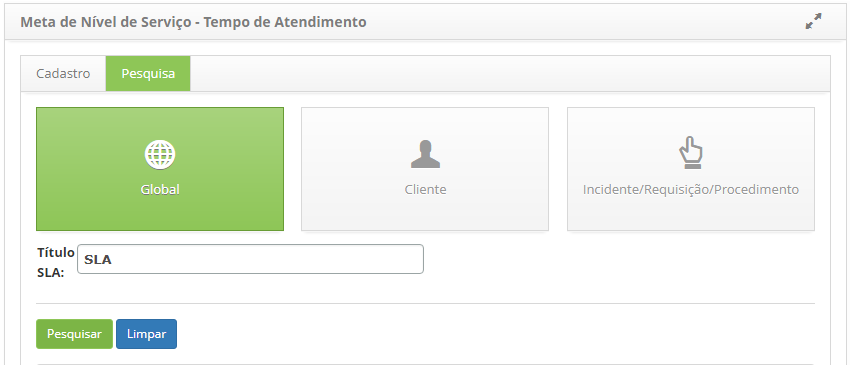 Meta de Nível de Serviço - Tempo de Atendimento
Cadastro Pesquisa
Global Cliente Incidente/Requisição/Procedimento
Título SLA
SLA:
Pesquisar Limpar